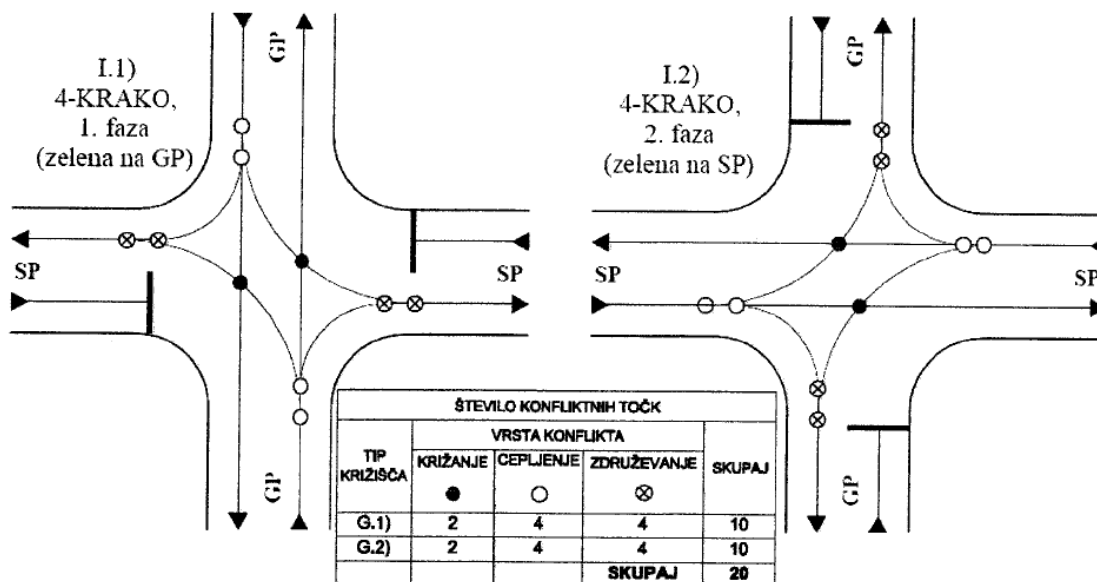 GP
I.1)
4-KRAKO,
1. faza
(zelena na GP)
SP
SP
GP
GP
GP
I.2)
4-KRAKO,
2. faza
(zelena na SP)
SP
SP
GP
ŠTEVILO KONFLIKTNIH TOČK
TIP KRIŽIŠČA
VRSTA KONFLIKTA
SKUPAJ
KRIŽANJE CEPLJENJE ZDRUŽEVANJE
G.1) 2 4 4 10
G.2) 2 4 4 10
SKUPAJ 20